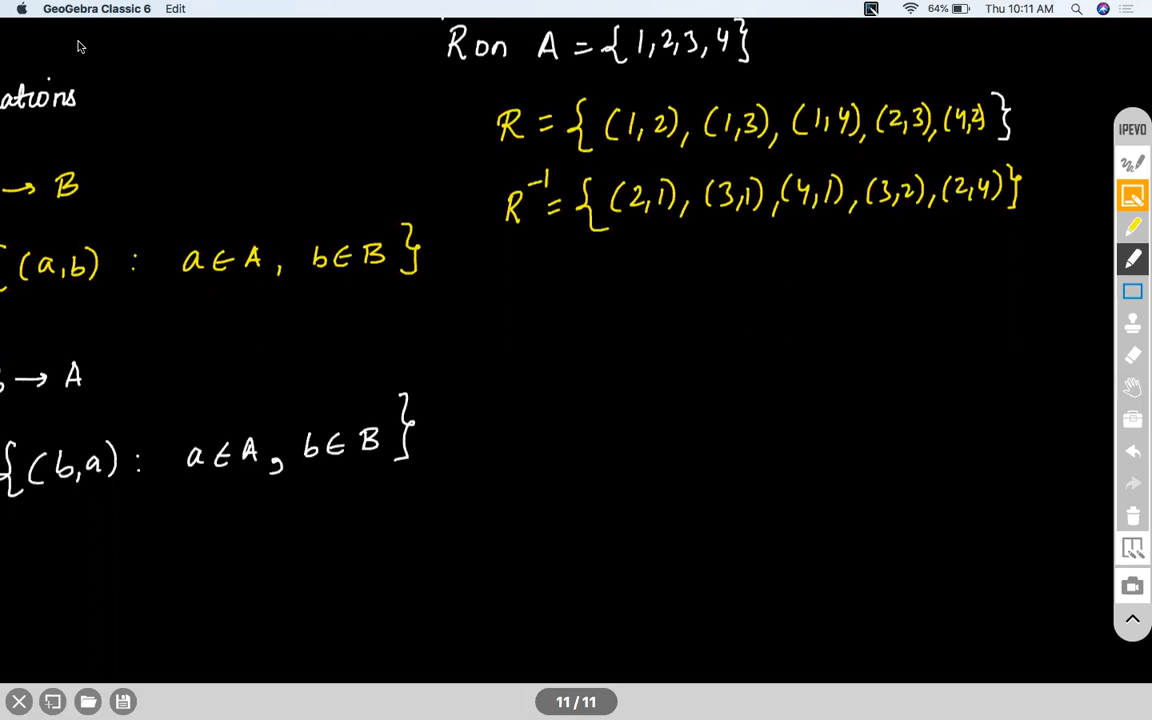 GeoGebra Classic 6 Edit 64% Thu 10:11 AM
R on A = {1,2,3,4}
ations
R = { (1,2), (1,3), (1,4), (2,3), (4,2) }
→ B
R⁻¹ = { (2,1), (3,1), (4,1), (3,2), (2,4) }
{(a,b) : a ∈ A, b ∈ B }
→ A
{(b,a) : a ∈ A, b ∈ B }
IPEVO
11 / 11